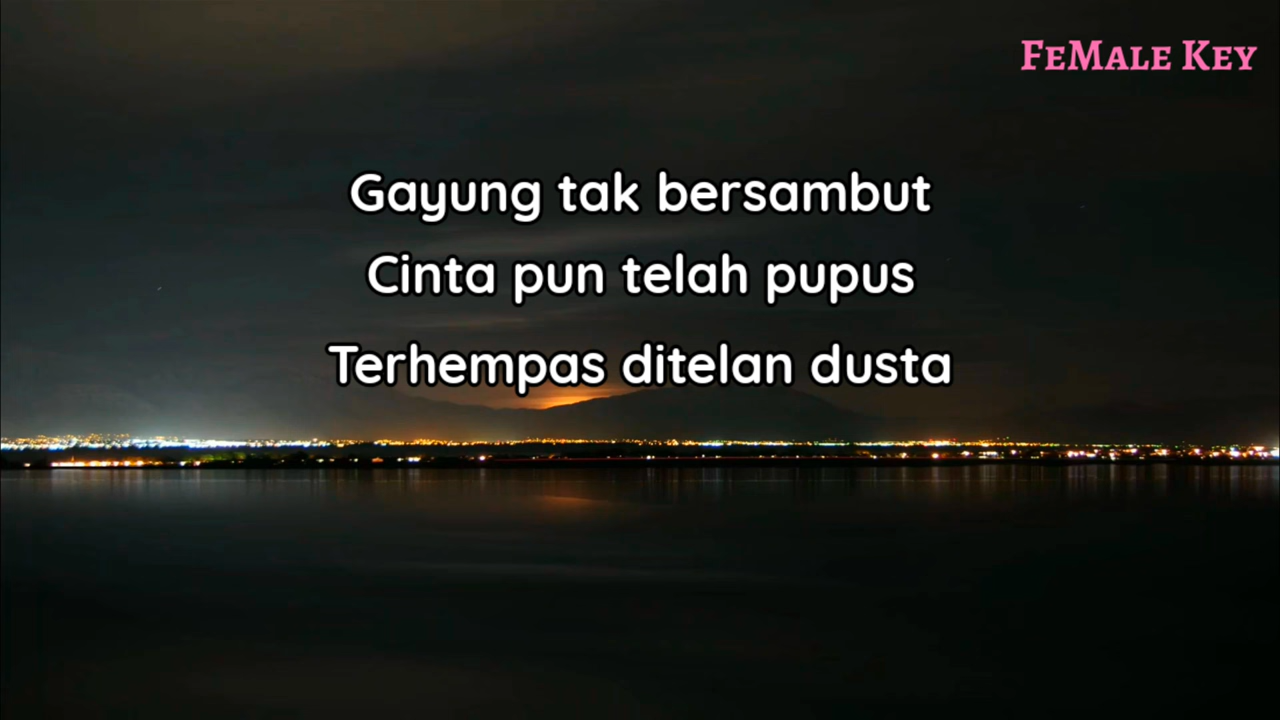 FeMale Key
Gayung tak bersambut
Cinta pun telah pupus
Terhempas ditelan dusta